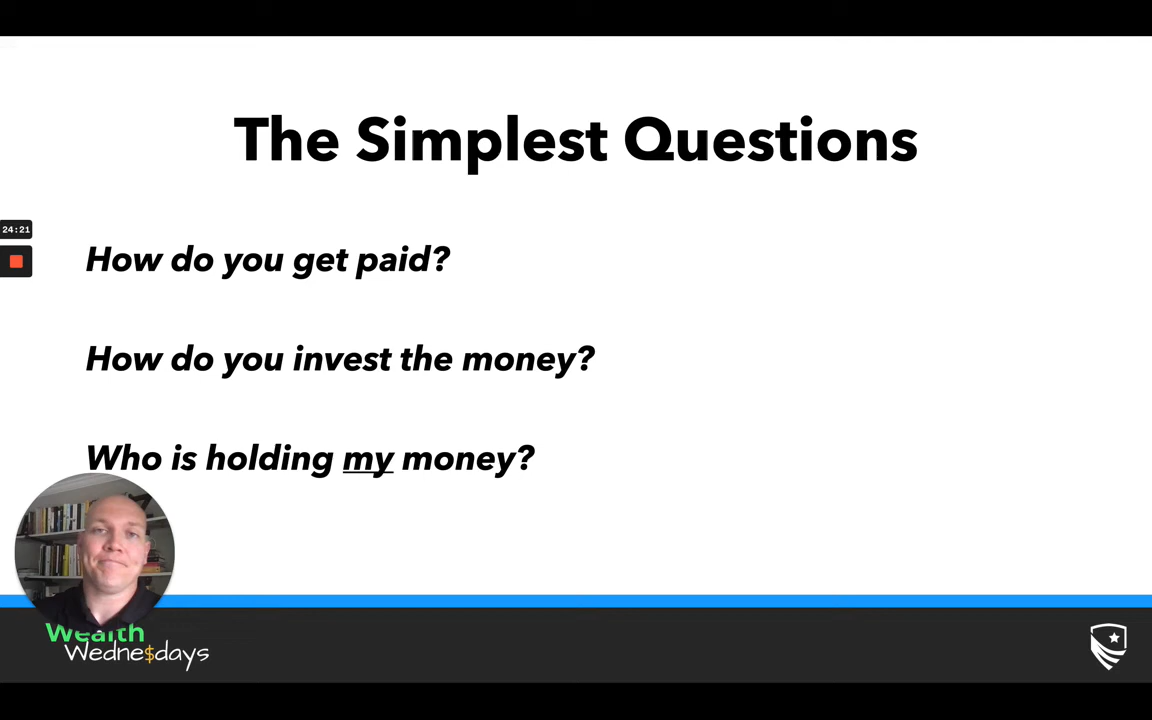 The Simplest Questions
24:21
How do you get paid?
How do you invest the money?
Who is holding my money?
Wealth
Wedne$days